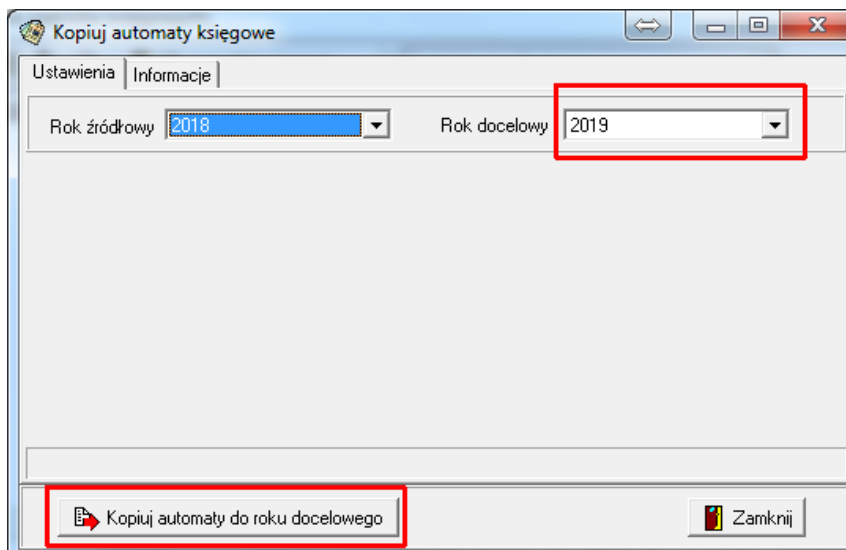 Kopiuj automaty księgowe
Ustawienia Informacje
Rok źródłowy 2018 Rok docelowy 2019
Kopiuj automaty do roku docelowego Zamknij